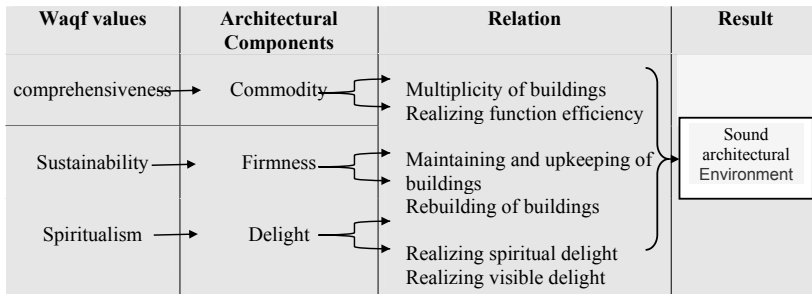 Waqf values
Architectural
Components
Relation
Result
comprehensiveness
Commodity
Multiplicity of buildings
Realizing function efficiency
Sustainability
Firmness
Maintaining and upkeeping of
buildings
Rebuilding of buildings
Spiritualism
Delight
Realizing spiritual delight
Realizing visible delight
Sound
architectural
Environment